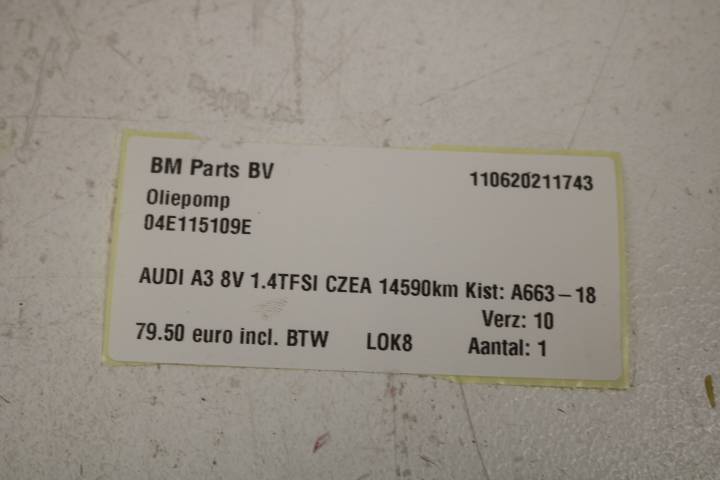 BM Parts BV 110620211743
Oliepomp
04E115109E
AUDI A3 8V 1.4TFSI CZEA 14590km Kist: A663-18
Verz: 10
79.50 euro incl. BTW LOK8 Aantal: 1